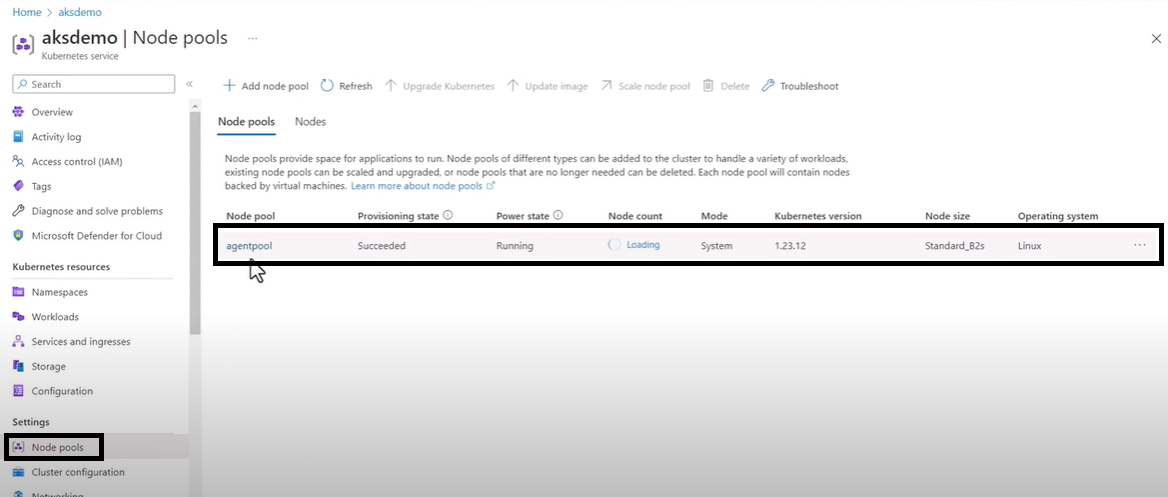 Home > aksdemo
aksdemo | Node pools ...
Kubernetes service
Search
«
Overview
Activity log
Access control (IAM)
Tags
Diagnose and solve problems
Microsoft Defender for Cloud
Kubernetes resources
Namespaces
Workloads
Services and ingresses
Storage
Configuration
Settings
Node pools
Cluster configuration
Networking
Add node pool Refresh Upgrade Kubernetes Update image Scale node pool Delete Troubleshoot
Node pools Nodes
Node pools provide space for applications to run. Node pools of different types can be added to the cluster to handle a variety of workloads,
existing node pools can be scaled and upgraded, or node pools that are no longer needed can be deleted. Each node pool will contain nodes
backed by virtual machines. Learn more about node pools
Node pool Provisioning state Power state Node count Mode Kubernetes version Node size Operating system
agentpool Succeeded Running Loading System 1.23.12 Standard_B2s Linux ...